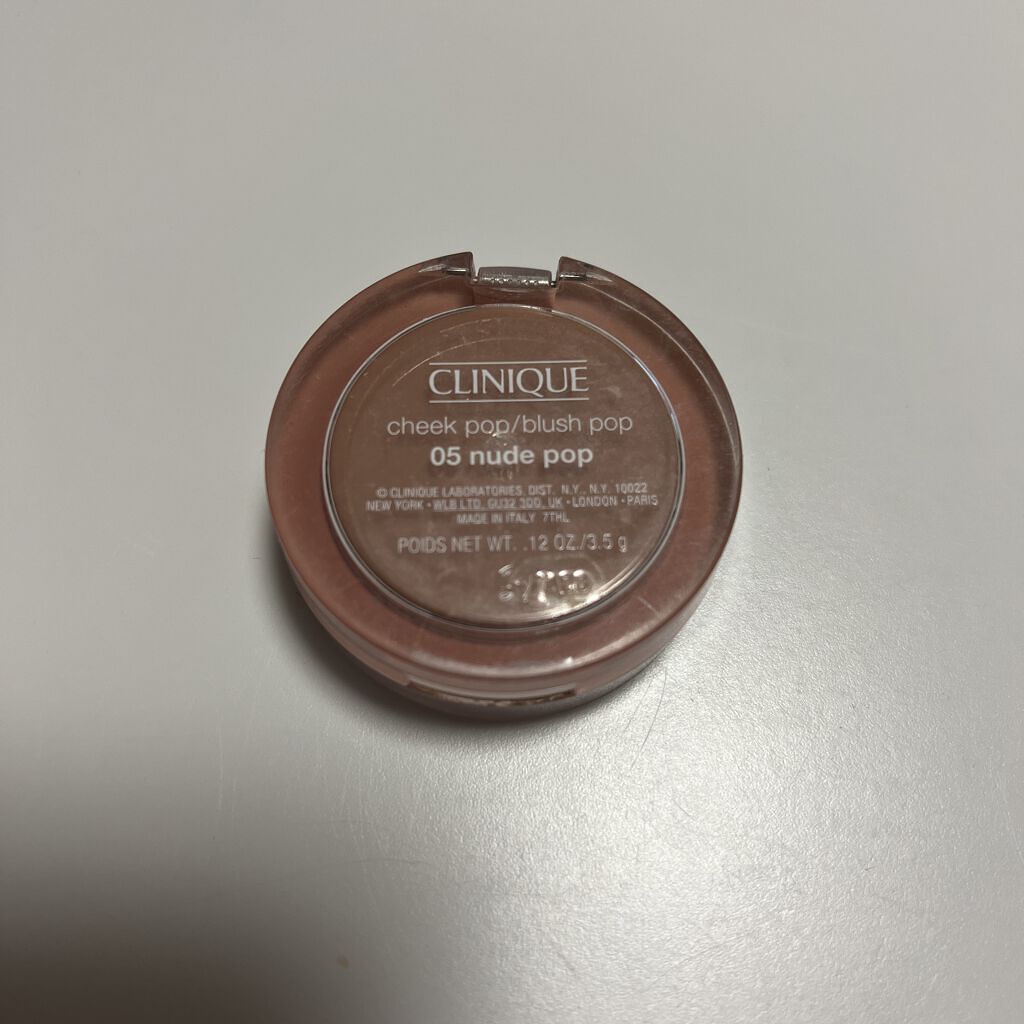 CLINIQUE
cheek pop/blush pop
05 nude pop
© CLINIQUE LABORATORIES, DIST. N.Y., N.Y. 10022
NEW YORK • WLB LTD. GU32 3DD. UK • LONDON • PARIS
MADE IN ITALY 7THL
POIDS NET WT. .12 OZ./3.5 g